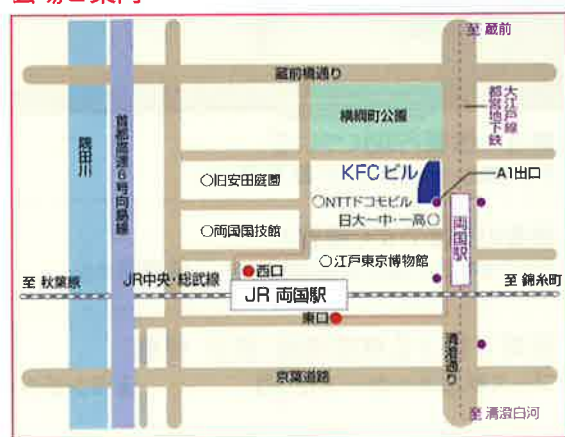 至 蔵前
蔵前橋通り
大江戸線
都営地下鉄
横網町公園
隅田川
首都高速6号向島線
KFCビル
A1出口
○旧安田庭園
○NTTドコモビル
日大一中・一高○
○両国国技館
両国駅
○江戸東京博物館
西口
至 秋葉原
JR中央・総武線
至 錦糸町
JR 両国駅
東口
清澄通り
京葉道路
至 清澄白河